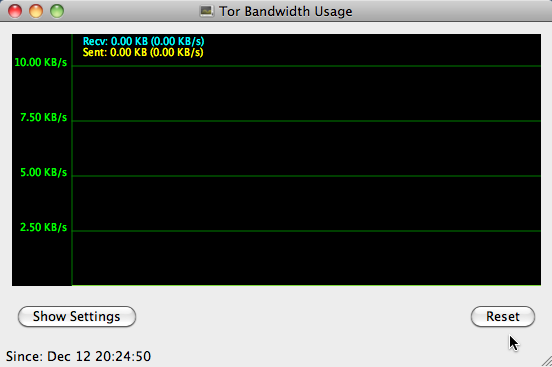 Tor Bandwidth Usage
Recv: 0.00 KB (0.00 KB/s)
Sent: 0.00 KB (0.00 KB/s)
10.00 KB/s
7.50 KB/s
5.00 KB/s
2.50 KB/s
Show Settings
Reset
Since: Dec 12 20:24:50